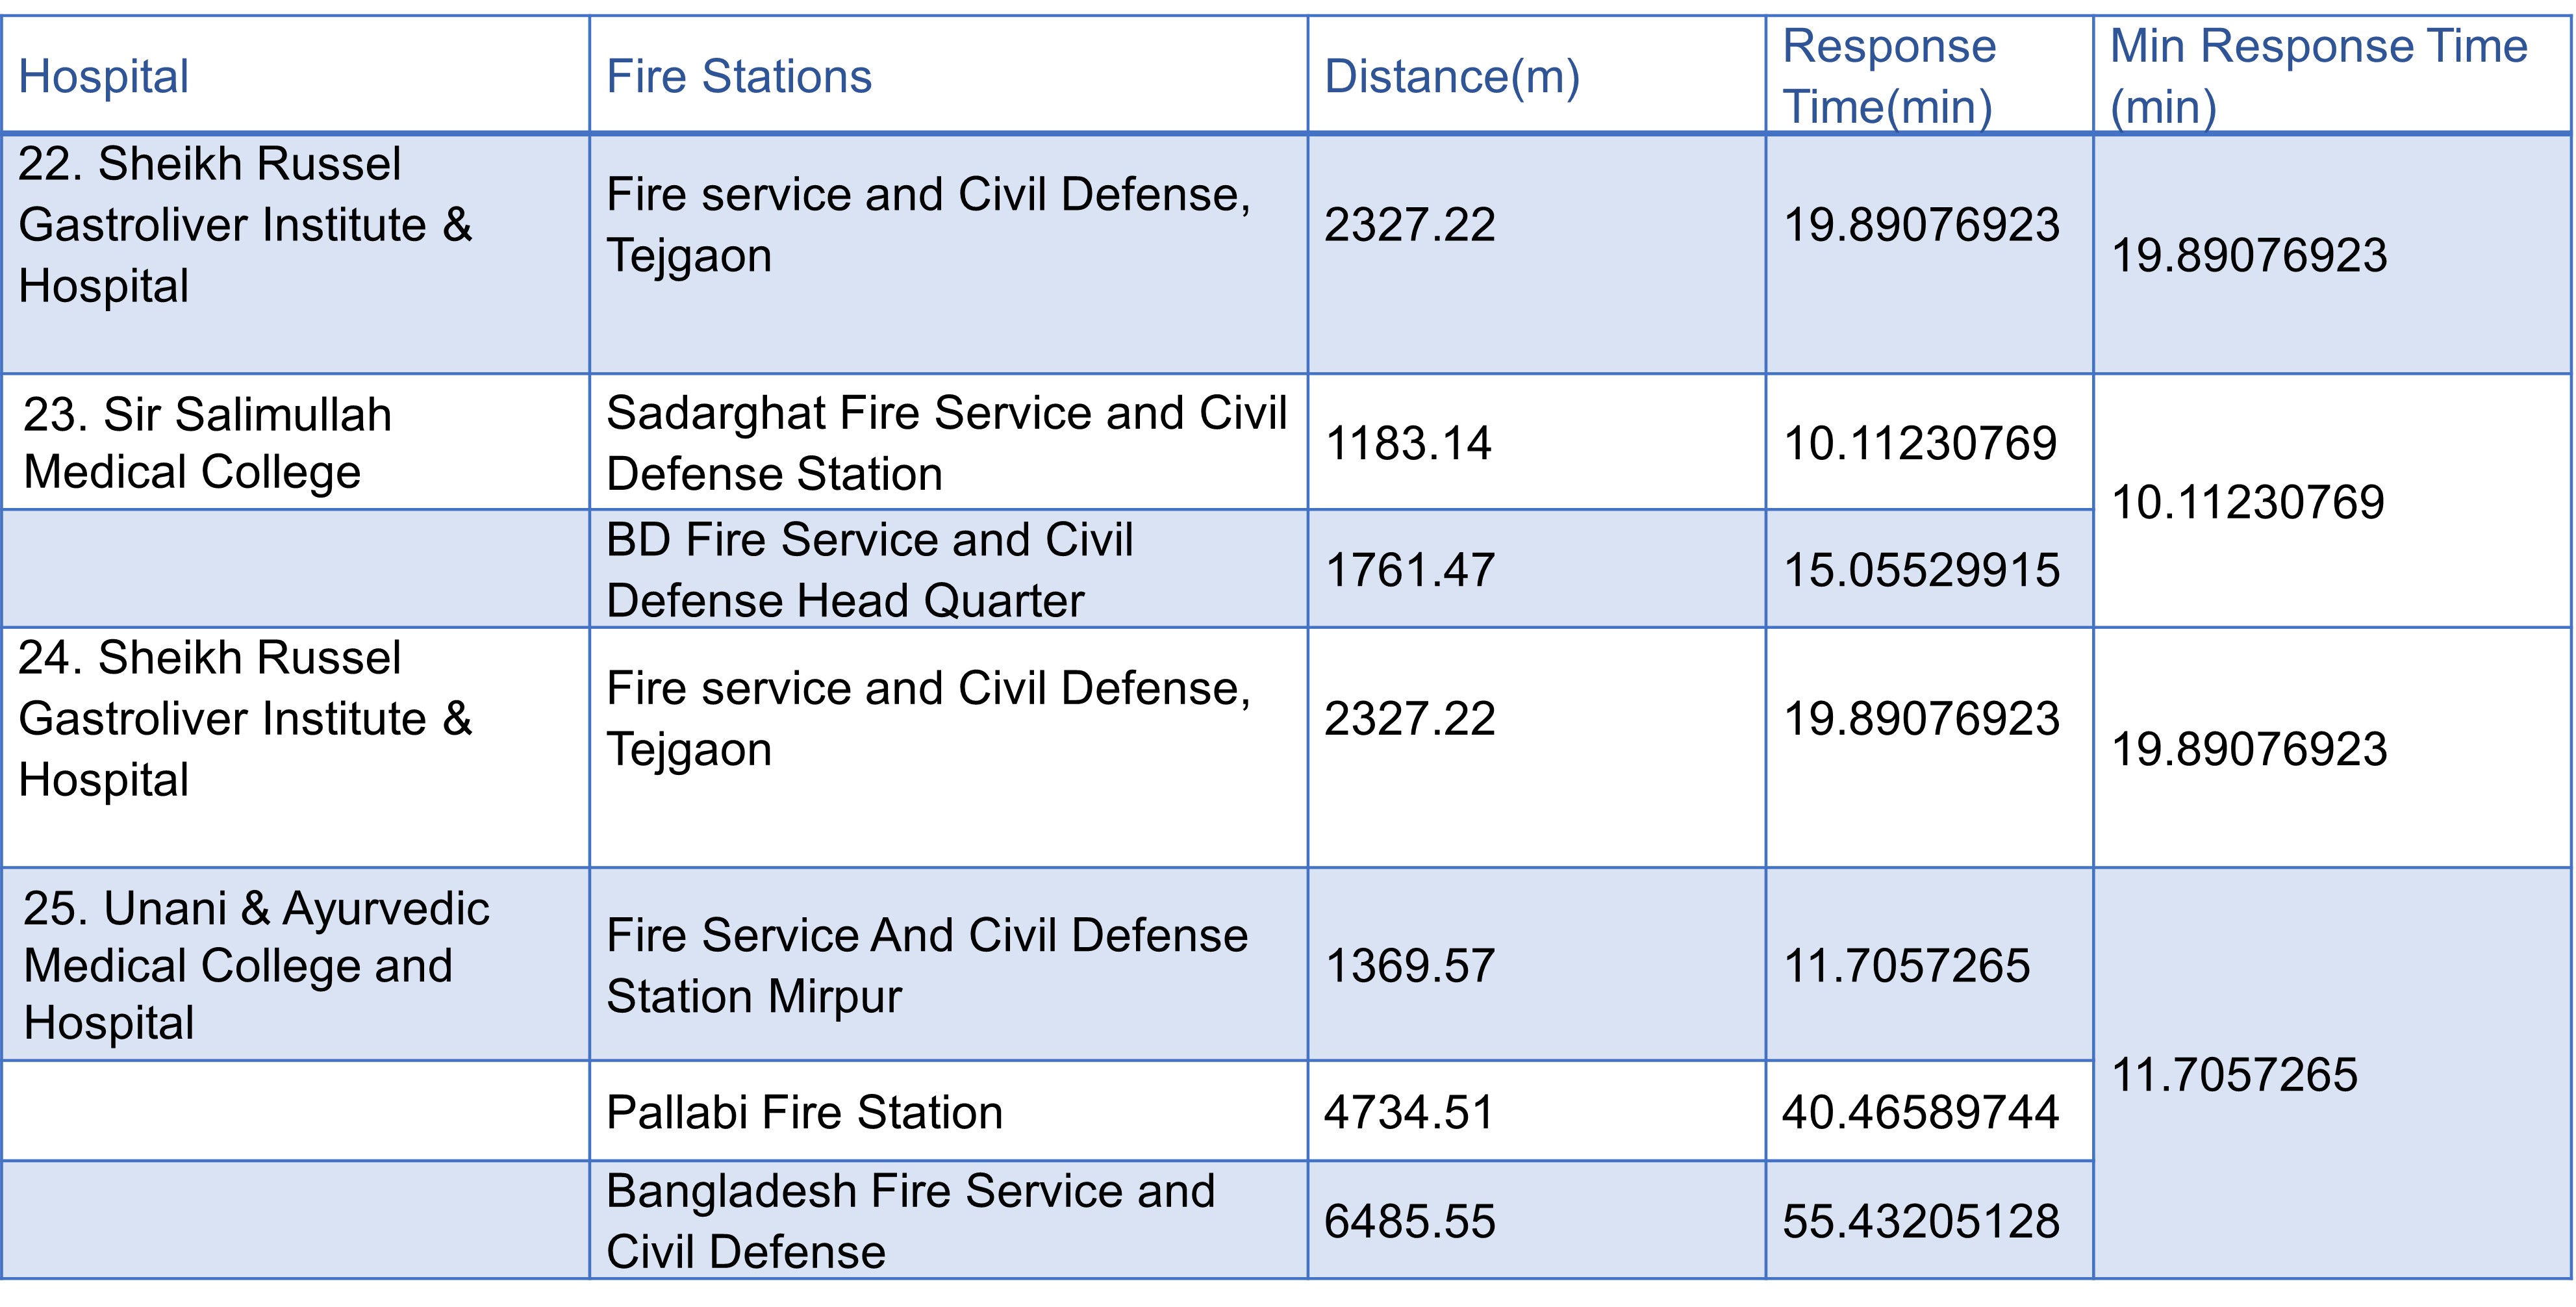 Hospital
Fire Stations
Distance(m)
Response
Time(min)
Min Response Time
(min)
22. Sheikh Russel
Gastroliver Institute &
Hospital
Fire service and Civil Defense,
Tejgaon
2327.22
19.89076923
19.89076923
23. Sir Salimullah
Medical College
Sadarghat Fire Service and Civil
Defense Station
1183.14
10.11230769
10.11230769
BD Fire Service and Civil
Defense Head Quarter
1761.47
15.05529915
24. Sheikh Russel
Gastroliver Institute &
Hospital
Fire service and Civil Defense,
Tejgaon
2327.22
19.89076923
19.89076923
25. Unani & Ayurvedic
Medical College and
Hospital
Fire Service And Civil Defense
Station Mirpur
1369.57
11.7057265
11.7057265
Pallabi Fire Station
4734.51
40.46589744
Bangladesh Fire Service and
Civil Defense
6485.55
55.43205128